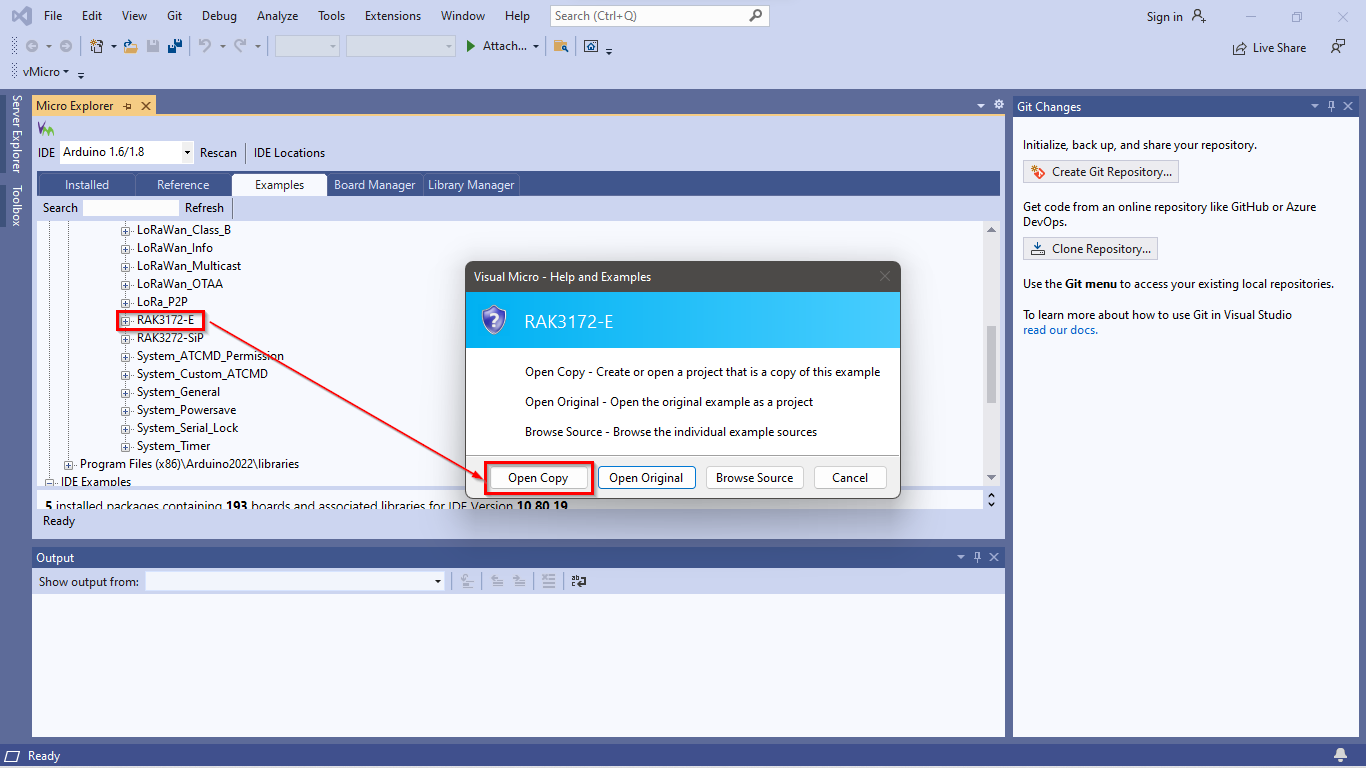 File Edit View Git Debug Analyze Tools Extensions Window Help Search (Ctrl+Q) Sign in
Attach... Live Share
vMicro
Server Explorer
Toolbox
Micro Explorer
IDE Arduino 1.6/1.8 Rescan IDE Locations
Installed Reference Examples Board Manager Library Manager
Search Refresh
LoRaWan_Class_B
LoRaWan_Info
LoRaWan_Multicast
LoRaWan_OTAA
LoRa_P2P
RAK3172-E
RAK3272-SiP
System_ATCMD_Permission
System_Custom_ATCMD
System_General
System_Powersave
System_Serial_Lock
System_Timer
Program Files (x86)\Arduino2022\libraries
IDE Examples
5 installed packages containing 193 boards and associated libraries for IDE Version 10.80.19
Ready
Visual Micro - Help and Examples
RAK3172-E
Open Copy - Create or open a project that is a copy of this example
Open Original - Open the original example as a project
Browse Source - Browse the individual example sources
Open Copy Open Original Browse Source Cancel
Output
Show output from:
Git Changes
Initialize, back up, and share your repository.
Create Git Repository...
Get code from an online repository like GitHub or Azure
DevOps.
Clone Repository...
Use the Git menu to access your existing local repositories.
To learn more about how to use Git in Visual Studio
read our docs.
Ready